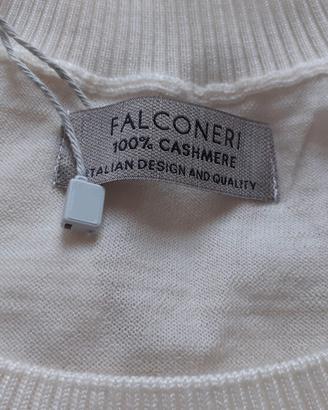 FALCONERI
100% CASHMERE
ITALIAN DESIGN AND QUALITY